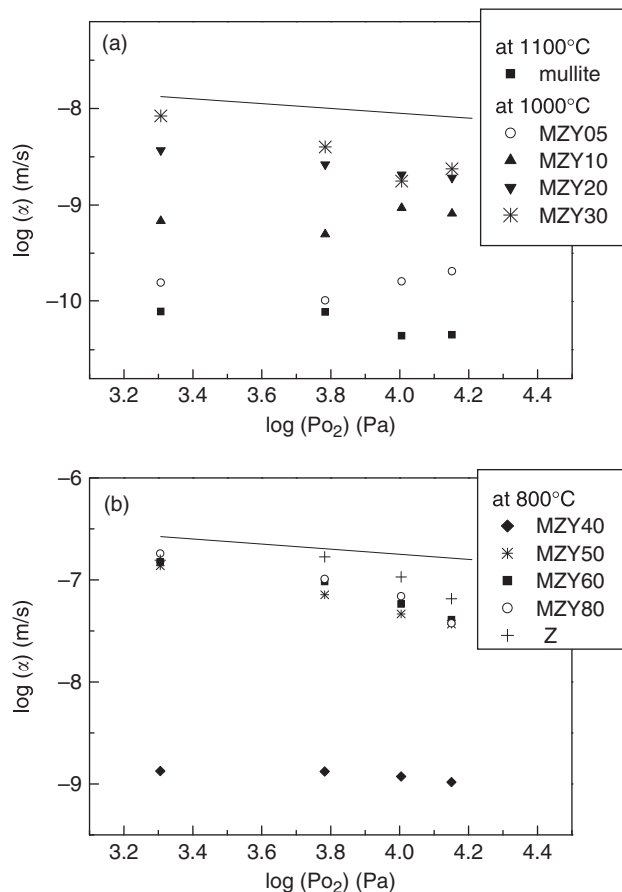 (a)
at 1100°C
mullite
at 1000°C
MZY05
MZY10
MZY20
MZY30
log (α) (m/s)
–8
–9
–10
3.2 3.4 3.6 3.8 4.0 4.2 4.4
log (Po₂) (Pa)
(b)
at 800°C
MZY40
MZY50
MZY60
MZY80
Z
log (α) (m/s)
–6
–7
–8
–9
3.2 3.4 3.6 3.8 4.0 4.2 4.4
log (Po₂) (Pa)